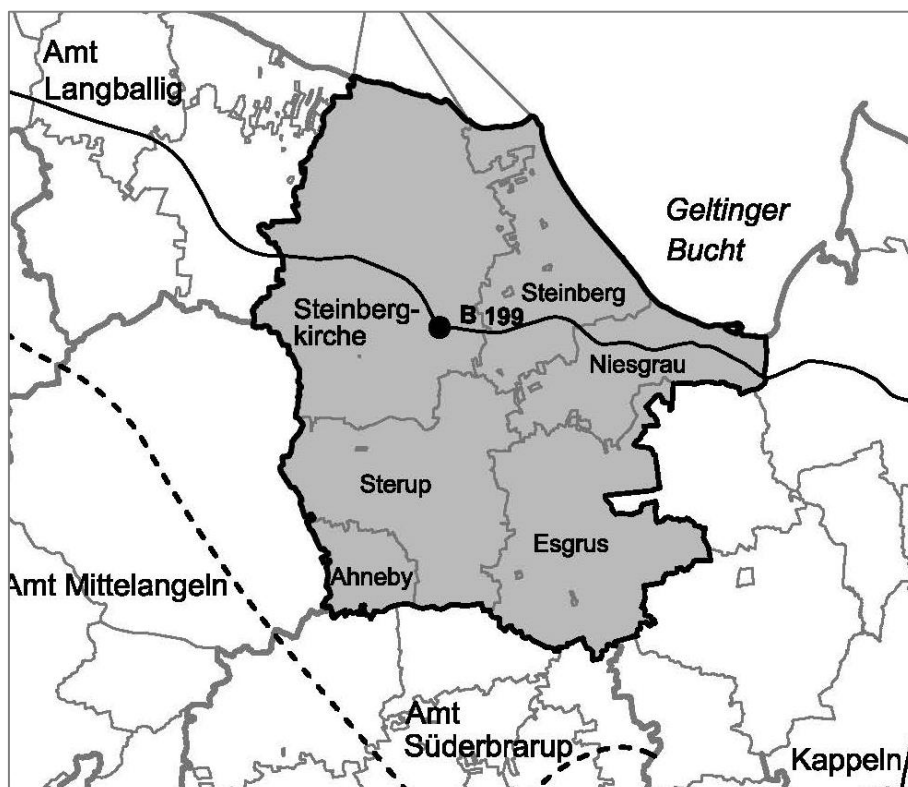 Amt
Langballig
Geltinger
Bucht
Steinberg
Steinberg-
kirche
B 199
Niesgrau
Sterup
Esgrus
Ahneby
Amt Mittelangeln
Amt
Süderbrarup
Kappeln